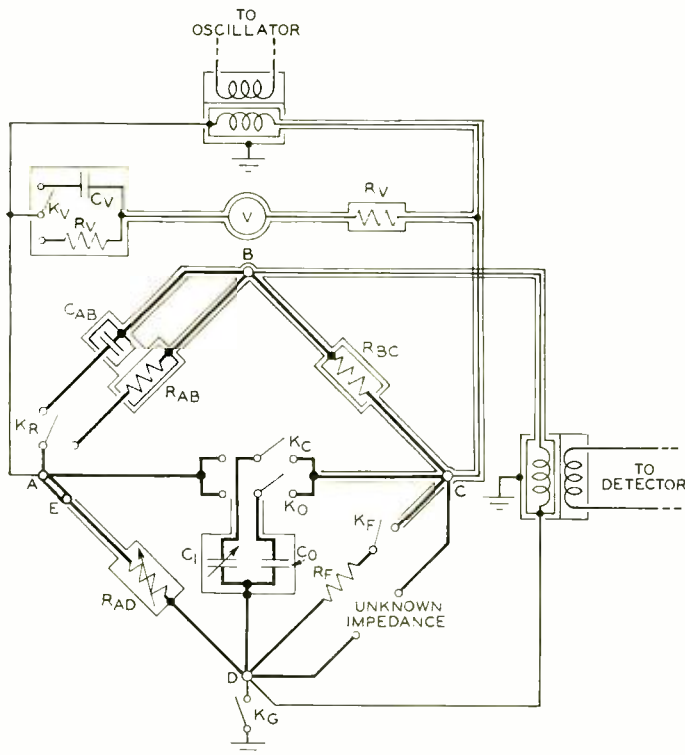 TO
OSCILLATOR
CV
KV
RV
V
RV
B
CAB
RAB
RBC
KR
KC
A
KO
C
TO
DETECTOR
E
KF
C1
CO
RF
RAD
UNKNOWN
IMPEDANCE
D
KG